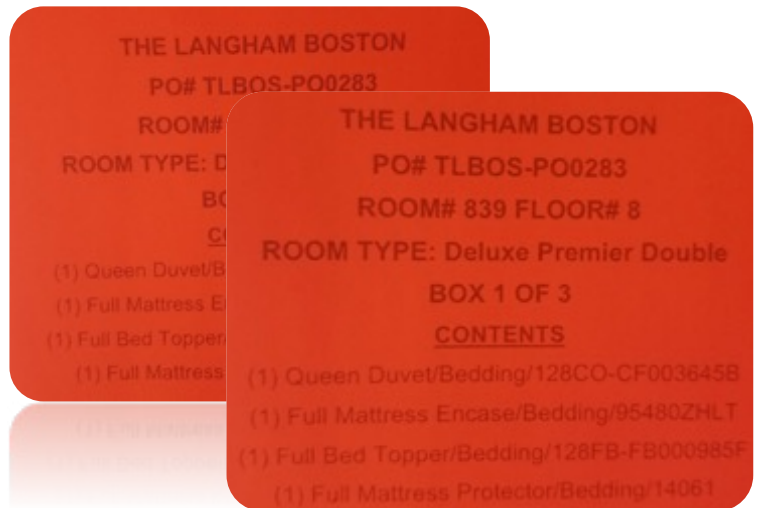 THE LANGHAM BOSTON
PO# TLBOS-PO0283
ROOM#
ROOM TYPE: D
BO
CO
(1) Queen Duvet/B
(1) Full Mattress E
(1) Full Bed Topper/
(1) Full Mattress
THE LANGHAM BOSTON
PO# TLBOS-PO0283
ROOM# 839 FLOOR# 8
ROOM TYPE: Deluxe Premier Double
BOX 1 OF 3
CONTENTS
(1) Queen Duvet/Bedding/128CO-CF003645B
(1) Full Mattress Encase/Bedding/95480ZHLT
(1) Full Bed Topper/Bedding/128FB-FB000985F
(1) Full Mattress Protector/Bedding/14061